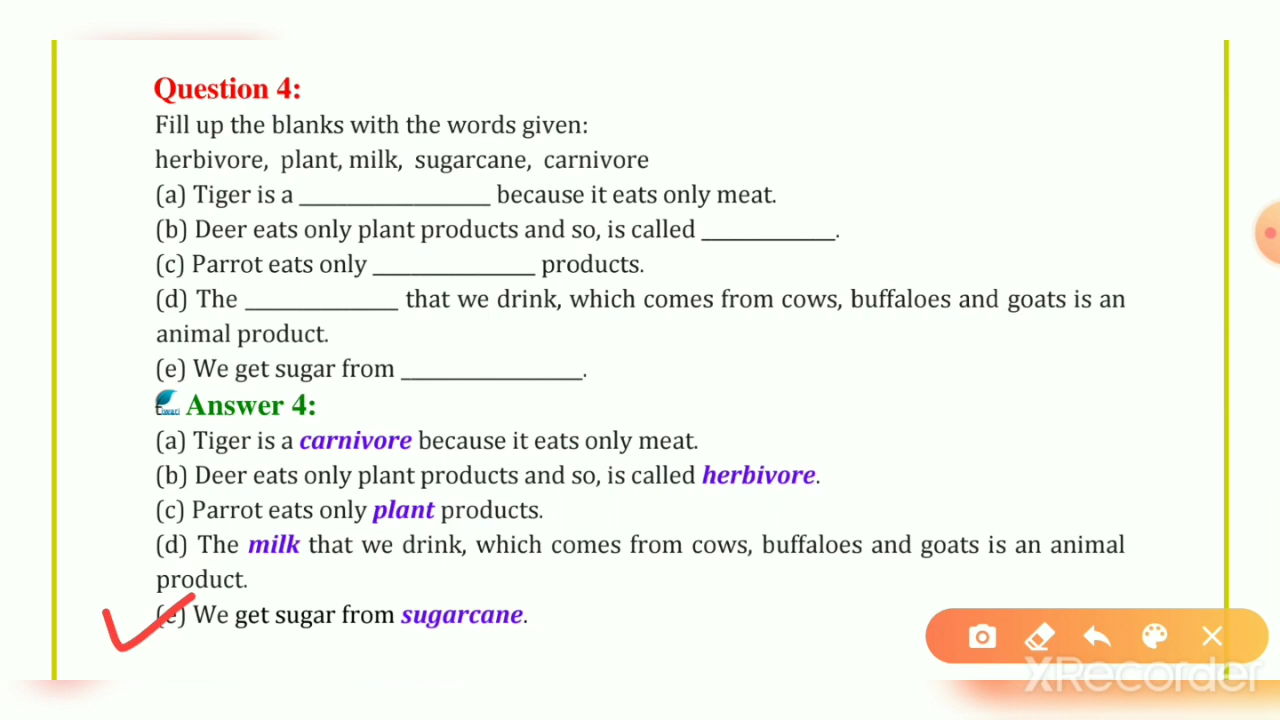 Question 4:
Fill up the blanks with the words given:
herbivore, plant, milk, sugarcane, carnivore
(a) Tiger is a _________________ because it eats only meat.
(b) Deer eats only plant products and so, is called ____________.
(c) Parrot eats only ______________ products.
(d) The ______________ that we drink, which comes from cows, buffaloes and goats is an
animal product.
(e) We get sugar from ________________.
Tiwari Answer 4:
(a) Tiger is a carnivore because it eats only meat.
(b) Deer eats only plant products and so, is called herbivore.
(c) Parrot eats only plant products.
(d) The milk that we drink, which comes from cows, buffaloes and goats is an animal
product.
(e) We get sugar from sugarcane.
XRecorder